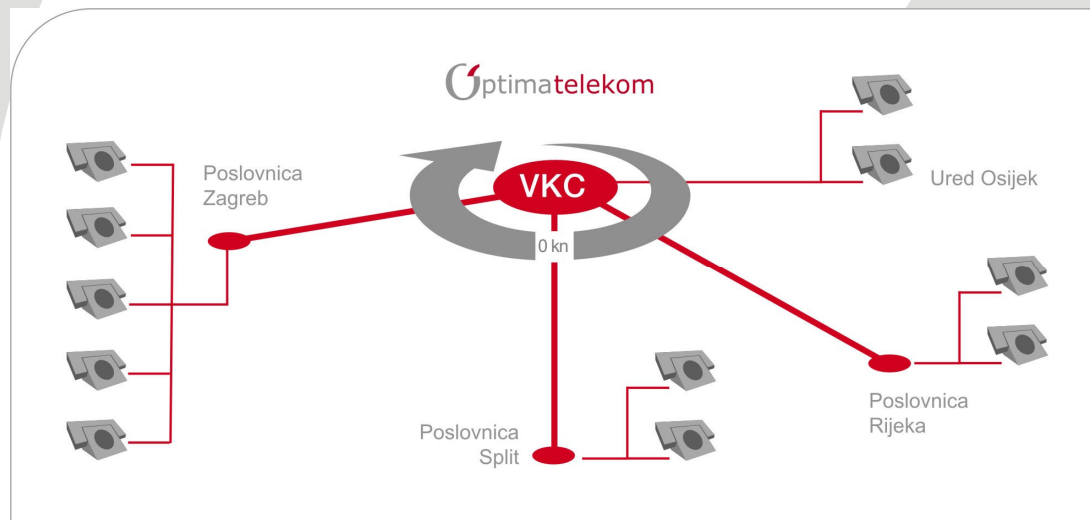 Optimatelekom
Poslovnica
Zagreb
VKC
0 kn
Ured Osijek
Poslovnica
Split
Poslovnica
Rijeka